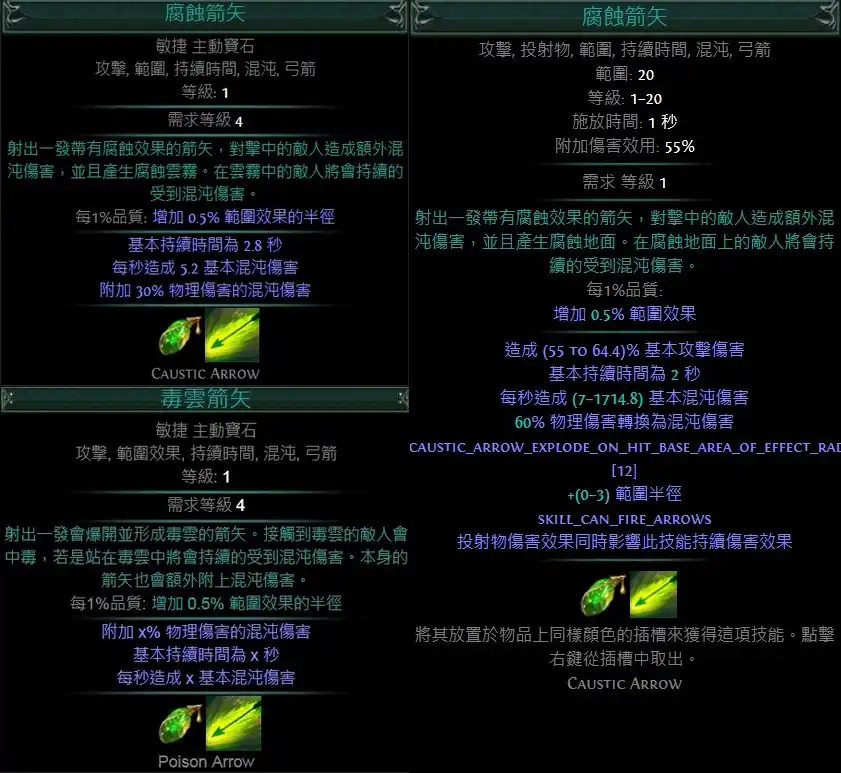 腐蝕箭矢
敏捷 主動寶石
攻擊, 範圍, 持續時間, 混沌, 弓箭
等級: 1
需求等級 4
射出一發帶有腐蝕效果的箭矢，對擊中的敵人造成額外混
沌傷害，並且產生腐蝕雲霧。在雲霧中的敵人將會持續的
受到混沌傷害。
每1%品質: 增加 0.5% 範圍效果的半徑
基本持續時間為 2.8 秒
每秒造成 5.2 基本混沌傷害
附加 30% 物理傷害的混沌傷害
CAUSTIC ARROW
毒雲箭矢
敏捷 主動寶石
攻擊, 範圍效果, 持續時間, 混沌, 弓箭
等級: 1
需求等級 4
射出一發會爆開並形成毒雲的箭矢。接觸到毒雲的敵人會
中毒，若是站在毒雲中將會持續的受到混沌傷害。本身的
箭矢也會額外附上混沌傷害。
每1%品質: 增加 0.5% 範圍效果的半徑
附加 x% 物理傷害的混沌傷害
基本持續時間為 x 秒
每秒造成 x 基本混沌傷害
Poison Arrow
腐蝕箭矢
攻擊, 投射物, 範圍, 持續時間, 混沌, 弓箭
範圍: 20
等級: 1–20
施放時間: 1 秒
附加傷害效用: 55%
需求 等級 1
射出一發帶有腐蝕效果的箭矢，對擊中的敵人造成額外混
沌傷害，並且產生腐蝕地面。在腐蝕地面上的敵人將會持
續的受到混沌傷害。
每1%品質:
增加 0.5% 範圍效果
造成 (55 TO 64.4)% 基本攻擊傷害
基本持續時間為 2 秒
每秒造成 (7–1714.8) 基本混沌傷害
60% 物理傷害轉換為混沌傷害
CAUSTIC_ARROW_EXPLODE_ON_HIT_BASE_AREA_OF_EFFECT_RAD
[12]
+(0–3) 範圍半徑
SKILL_CAN_FIRE_ARROWS
投射物傷害效果同時影響此技能持續傷害效果
將其放置於物品上同樣顏色的插槽來獲得這項技能。點擊
右鍵從插槽中取出。
CAUSTIC ARROW